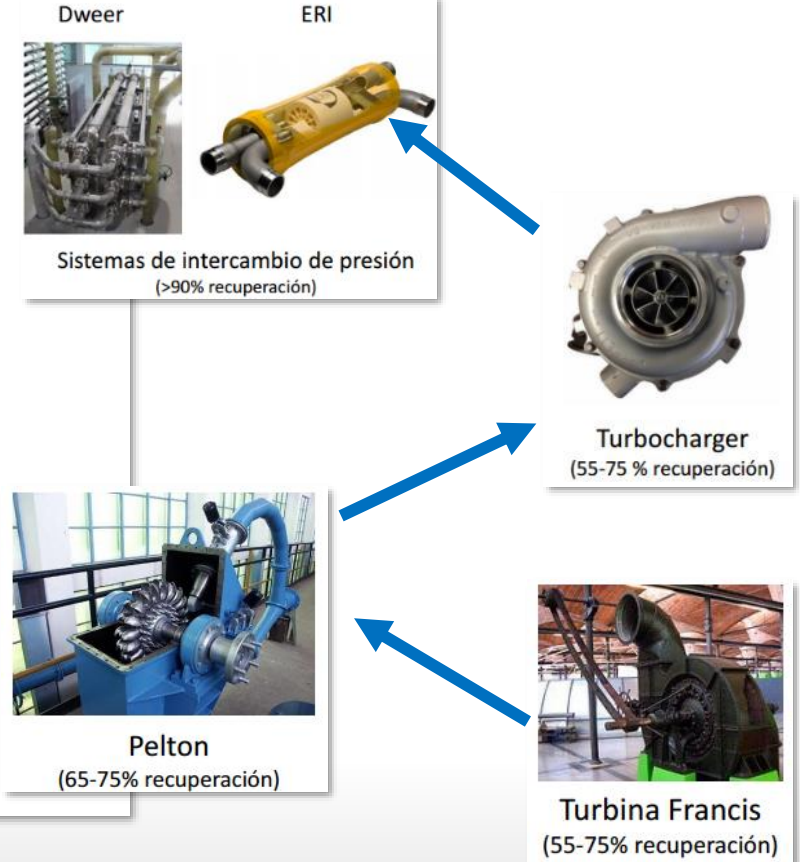 Dweer
ERI
Sistemas de intercambio de presión
(>90% recuperación)
Turbocharger
(55-75 % recuperación)
Pelton
(65-75% recuperación)
Turbina Francis
(55-75% recuperación)